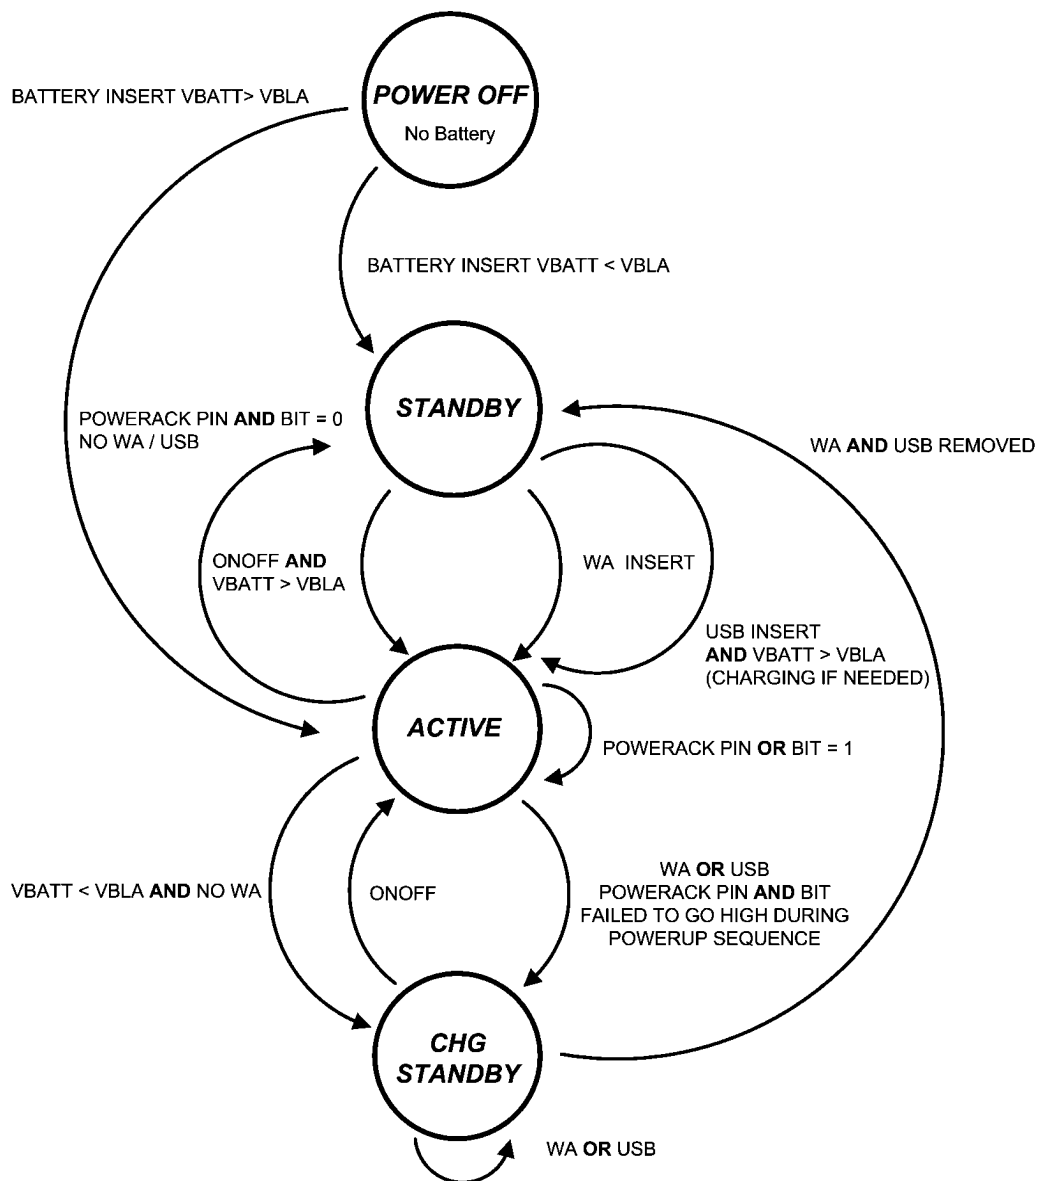 BATTERY INSERT VBATT> VBLA
POWER OFF
No Battery
BATTERY INSERT VBATT < VBLA
STANDBY
POWERACK PIN AND BIT = 0
NO WA / USB
WA AND USB REMOVED
ONOFF AND
VBATT > VBLA
WA  INSERT
USB INSERT
AND VBATT > VBLA
(CHARGING IF NEEDED)
ACTIVE
POWERACK PIN OR BIT = 1
VBATT < VBLA AND NO WA
ONOFF
WA OR USB
POWERACK PIN AND BIT
FAILED TO GO HIGH DURING
POWERUP SEQUENCE
CHG
STANDBY
WA OR USB